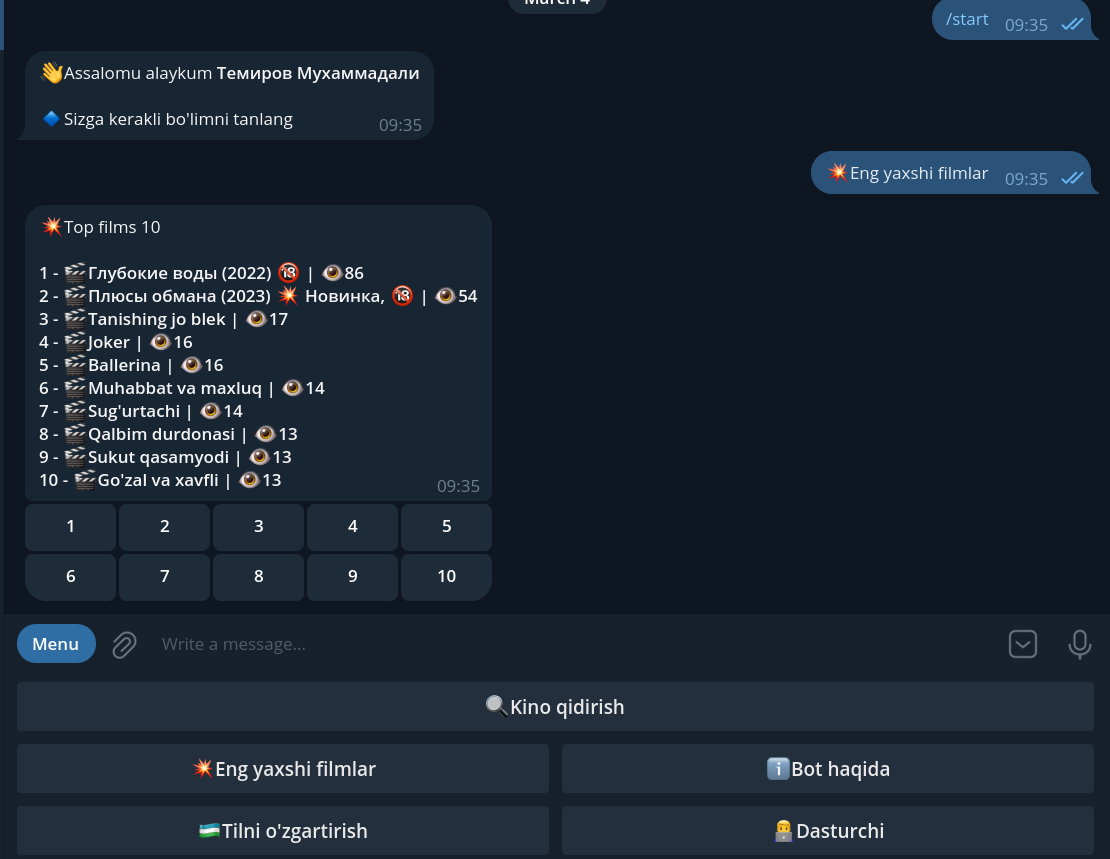 March 4
/start 09:35
👋Assalomu alaykum Темиров Мухаммадали
🔹Sizga kerakli bo'limni tanlang
09:35
💥Eng yaxshi filmlar 09:35
💥Top films 10
1 - 🎬Глубокие воды (2022) 🔞 | 👁86
2 - 🎬Плюсы обмана (2023) 💥 Новинка, 🔞 | 👁54
3 - 🎬Tanishing jo blek | 👁17
4 - 🎬Joker | 👁16
5 - 🎬Ballerina | 👁16
6 - 🎬Muhabbat va maxluq | 👁14
7 - 🎬Sug'urtachi | 👁14
8 - 🎬Qalbim durdonasi | 👁13
9 - 🎬Sukut qasamyodi | 👁13
10 - 🎬Go'zal va xavfli | 👁13
09:35
1 2 3 4 5
6 7 8 9 10
Menu Write a message...
🔍Kino qidirish
💥Eng yaxshi filmlar ℹ️Bot haqida
🇺🇿Tilni o'zgartirish 👨‍💻Dasturchi